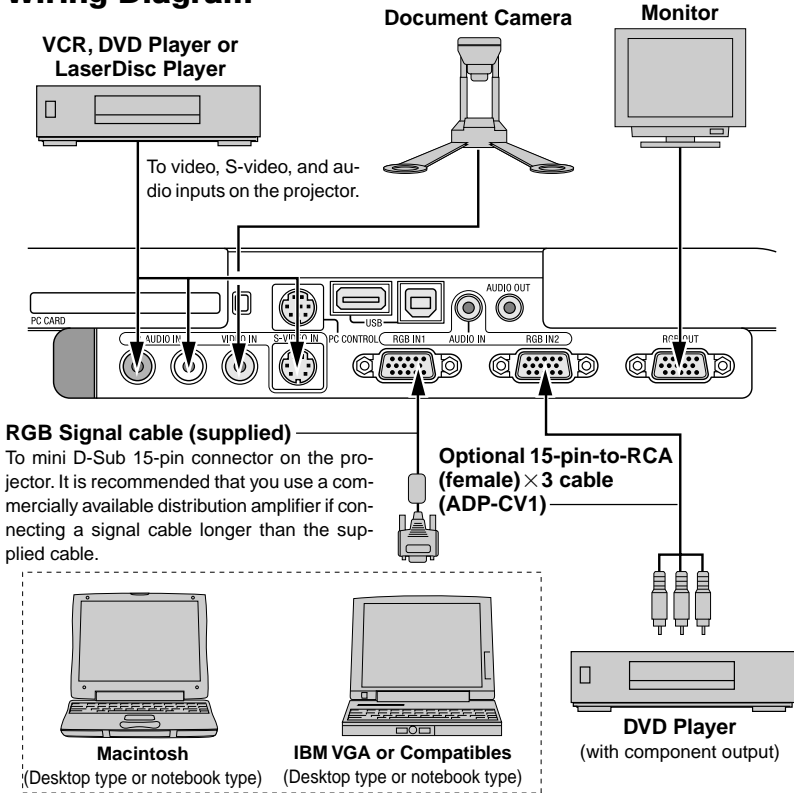 Wiring Diagram
Document Camera
Monitor
VCR, DVD Player or
LaserDisc Player
To video, S-video, and au-
dio inputs on the projector.
AUDIO OUT
USB
PC CARD
AUDIO IN
VIDEO IN
S-VIDEO IN
PC CONTROL
RGB IN1
AUDIO IN
RGB IN2
RGB OUT
RGB Signal cable (supplied)
To mini D-Sub 15-pin connector on the pro-
jector. It is recommended that you use a com-
mercially available distribution amplifier if con-
necting a signal cable longer than the sup-
plied cable.
Optional 15-pin-to-RCA
(female)×3 cable
(ADP-CV1)
Macintosh
(Desktop type or notebook type)
IBM VGA or Compatibles
(Desktop type or notebook type)
DVD Player
(with component output)